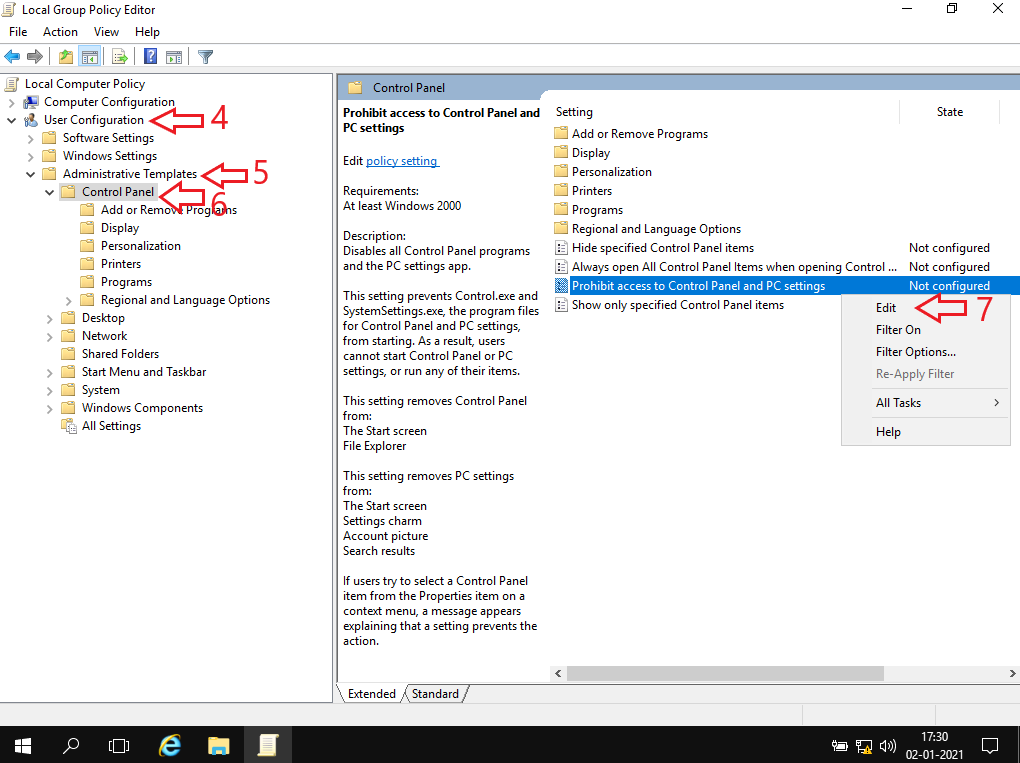 Local Group Policy Editor
File Action View Help
Local Computer Policy
Computer Configuration
User Configuration 4
Software Settings
Windows Settings
Administrative Templates 5
Control Panel 6
Add or Remove Programs
Display
Personalization
Printers
Programs
Regional and Language Options
Desktop
Network
Shared Folders
Start Menu and Taskbar
System
Windows Components
All Settings
Control Panel
Prohibit access to Control Panel and
PC settings
Edit policy setting
Requirements:
At least Windows 2000
Description:
Disables all Control Panel programs
and the PC settings app.
This setting prevents Control.exe and
SystemSettings.exe, the program files
for Control Panel and PC settings,
from starting. As a result, users
cannot start Control Panel or PC
settings, or run any of their items.
This setting removes Control Panel
from:
The Start screen
File Explorer
This setting removes PC settings
from:
The Start screen
Settings charm
Account picture
Search results
If users try to select a Control Panel
item from the Properties item on a
context menu, a message appears
explaining that a setting prevents the
action.
Setting State
Add or Remove Programs
Display
Personalization
Printers
Programs
Regional and Language Options
Hide specified Control Panel items Not configured
Always open All Control Panel Items when opening Control ... Not configured
Prohibit access to Control Panel and PC settings Not configured
Show only specified Control Panel items
Edit 7
Filter On
Filter Options...
Re-Apply Filter
All Tasks
Help
Extended Standard
17:30
02-01-2021